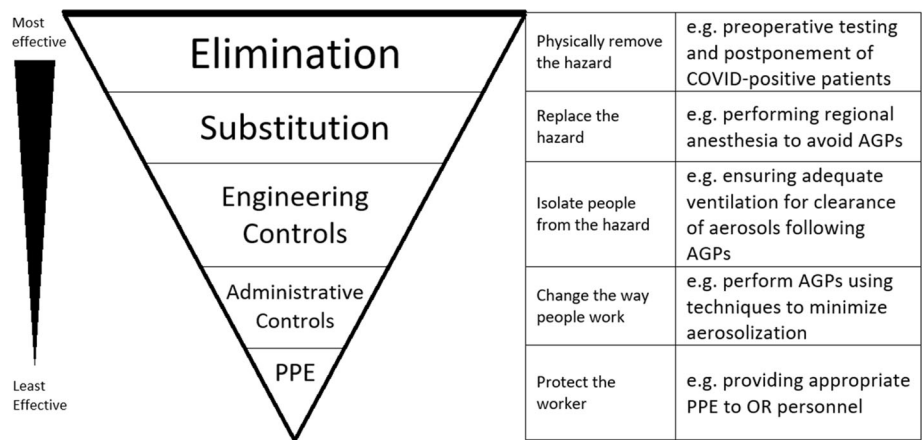 Most
effective
Elimination
Physically remove
the hazard
e.g. preoperative testing
and postponement of
COVID-positive patients
Substitution
Replace the
hazard
e.g. performing regional
anesthesia to avoid AGPs
Engineering
Controls
Isolate people
from the hazard
e.g. ensuring adequate
ventilation for clearance
of aerosols following
AGPs
Administrative
Controls
Change the way
people work
e.g. perform AGPs using
techniques to minimize
aerosolization
PPE
Least
Effective
Protect the
worker
e.g. providing appropriate
PPE to OR personnel